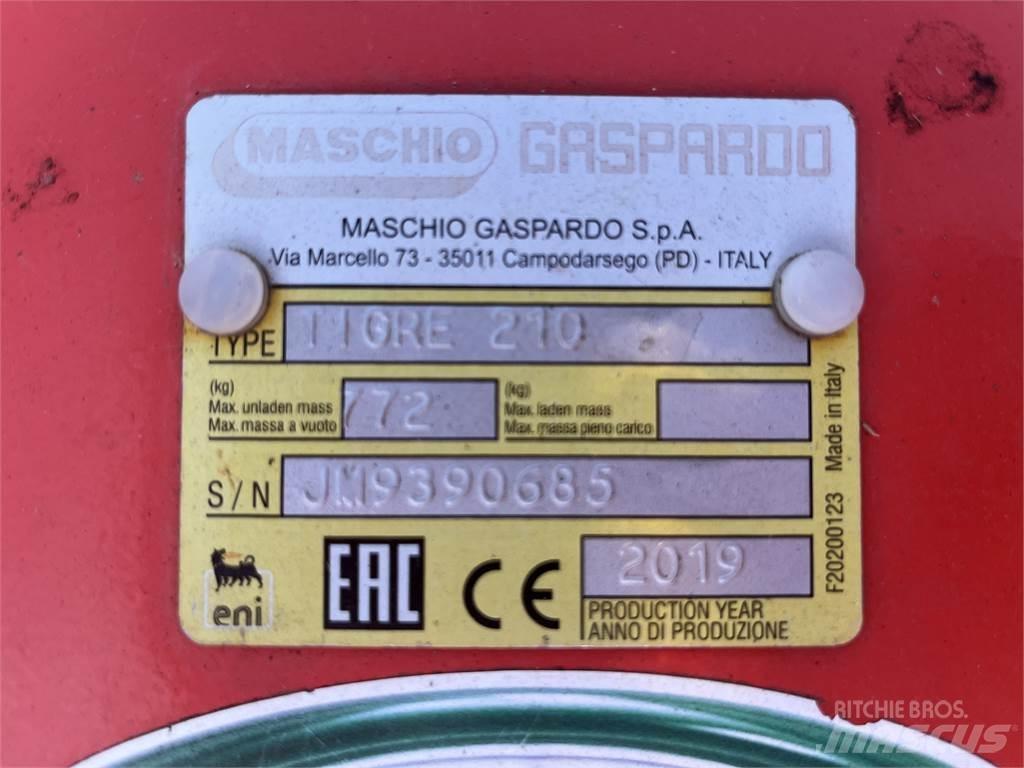 MASCHIO GASPARDO
MASCHIO GASPARDO S.p.A.
Via Marcello 73 - 35011 Campodarsego (PD) - ITALY
TYPE TIGRE 210
(kg)
Max. unladen mass
Max. massa a vuoto
772
(kg)
Max. laden mass
Max. massa pieno carico
S/N JM9390685
eni
EAC CE
2019
PRODUCTION YEAR
ANNO DI PRODUZIONE
F20200123 Made in Italy
RITCHIE BROS.
MASCUS